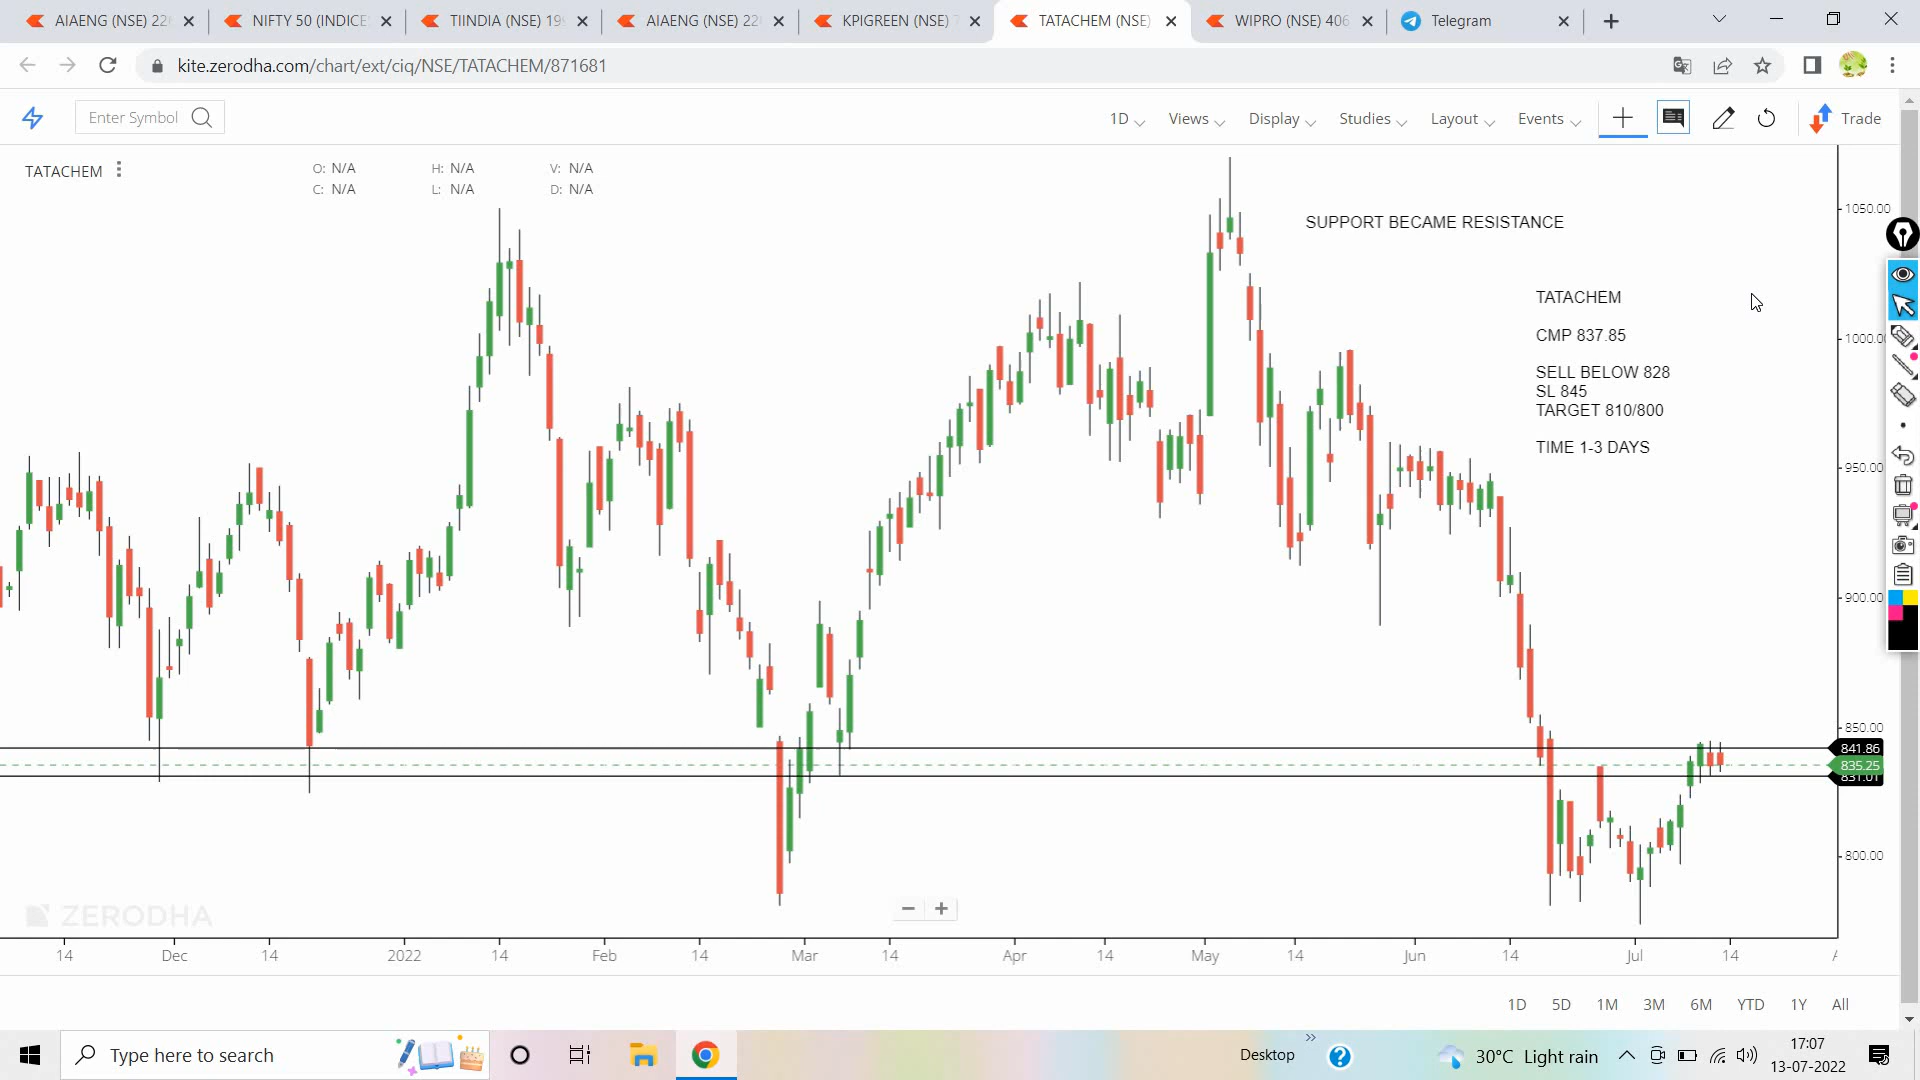 AIAENG (NSE) 22
NIFTY 50 (INDICE
TIINDIA (NSE) 19
AIAENG (NSE) 22
KPIGREEN (NSE)
TATACHEM (NSE)
WIPRO (NSE) 406
Telegram
kite.zerodha.com/chart/ext/ciq/NSE/TATACHEM/871681
Enter Symbol
1D
Views
Display
Studies
Layout
Events
Trade
TATACHEM
O: N/A H: N/A V: N/A
C: N/A L: N/A D: N/A
SUPPORT BECAME RESISTANCE
TATACHEM
CMP 837.85
SELL BELOW 828
SL 845
TARGET 810/800
TIME 1-3 DAYS
1050.00
1000.00
950.00
900.00
850.00
841.86
835.25
831.01
800.00
ZERODHA
14 Dec 14 2022 14 Feb 14 Mar 14 Apr 14 May 14 Jun 14 Jul 14
1D 5D 1M 3M 6M YTD 1Y All
Type here to search
Desktop
30°C Light rain
17:07
13-07-2022